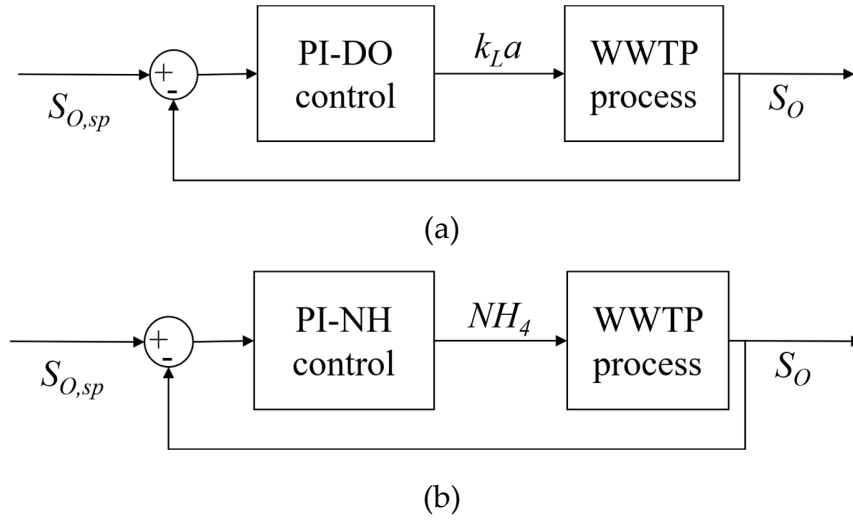 PI-DO
control
k_L a
WWTP
process
S_{O,sp}
+
-
S_O
(a)
PI-NH
control
NH_4
WWTP
process
S_{O,sp}
+
-
S_O
(b)